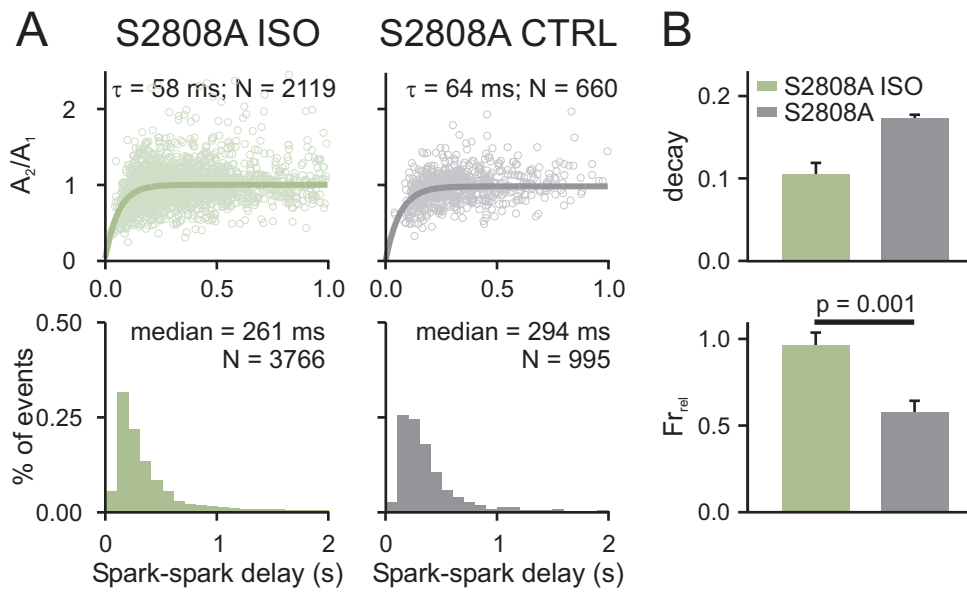 A
S2808A ISO
S2808A CTRL
B
τ = 58 ms; N = 2119
τ = 64 ms; N = 660
A2/A1
2
1
0
0.0
0.5
1.0
0.0
0.5
1.0
S2808A ISO
S2808A
decay
0.2
0.1
0.0
% of events
0.50
0.25
0.00
median = 261 ms
N = 3766
median = 294 ms
N = 995
0
1
2
0
1
2
Spark-spark delay (s)
Spark-spark delay (s)
p = 0.001
Frrel
1.0
0.5
0.0